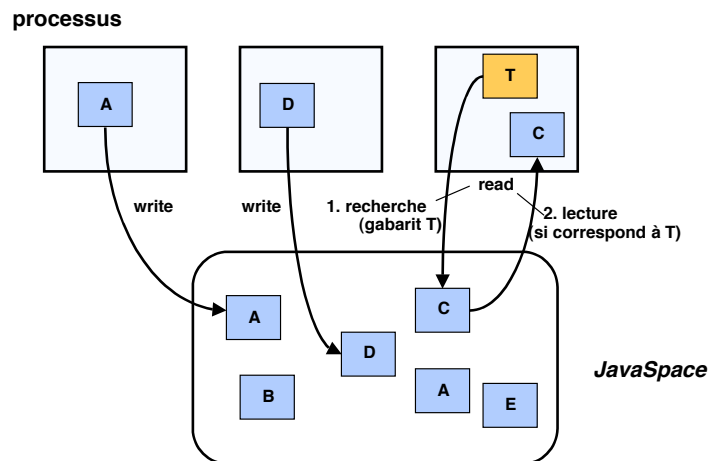 processus
A
D
T
C
write
write
1. recherche
(gabarit T)
read
2. lecture
(si correspond à T)
A
D
C
B
A
E
JavaSpace